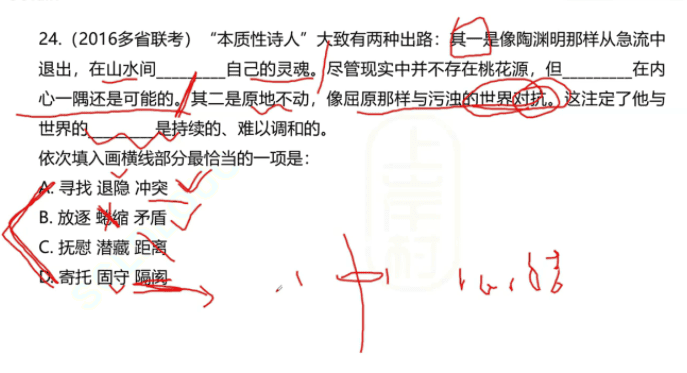 24.（2016多省联考）“本质性诗人”大致有两种出路：其一是像陶渊明那样从急流中
退出，在山水间________自己的灵魂。尽管现实中并不存在桃花源，但________在内
心一隅还是可能的。其二是原地不动，像屈原那样与污浊的世界对抗。这注定了他与
世界的________是持续的、难以调和的。
依次填入画横线部分最恰当的一项是：
A. 寻找 退隐 冲突
B. 放逐 蜷缩 矛盾
C. 抚慰 潜藏 距离
D. 寄托 固守 隔阂
上岸村